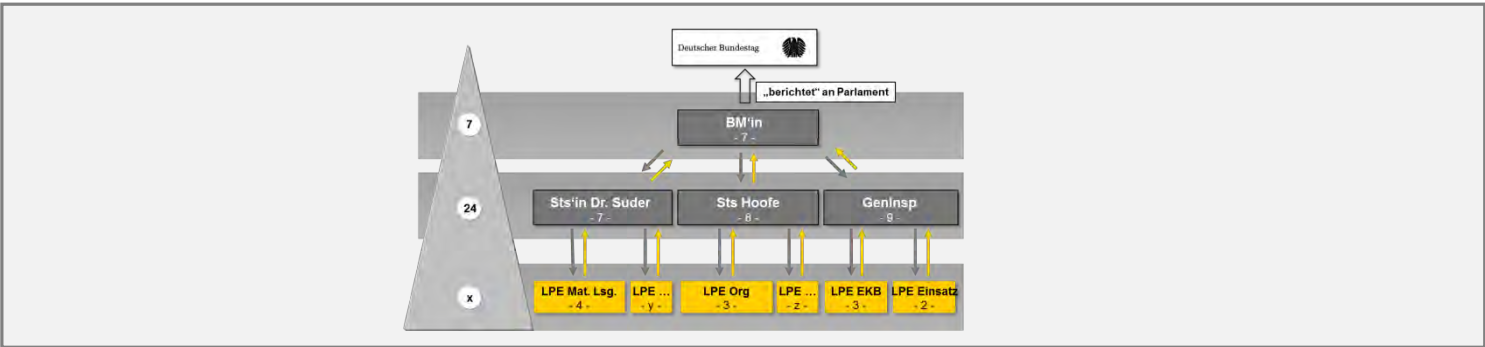 Deutscher Bundestag
„berichtet“ an Parlament
7
BM'in
- 7 -
24
Sts'in Dr. Suder
- 7 -
Sts Hoofe
- 8 -
GenInsp
- 9 -
x
LPE Mat. Lsg.
- 4 -
LPE ...
- y -
LPE Org
- 3 -
LPE ...
- z -
LPE EKB
- 3 -
LPE Einsatz
- 2 -